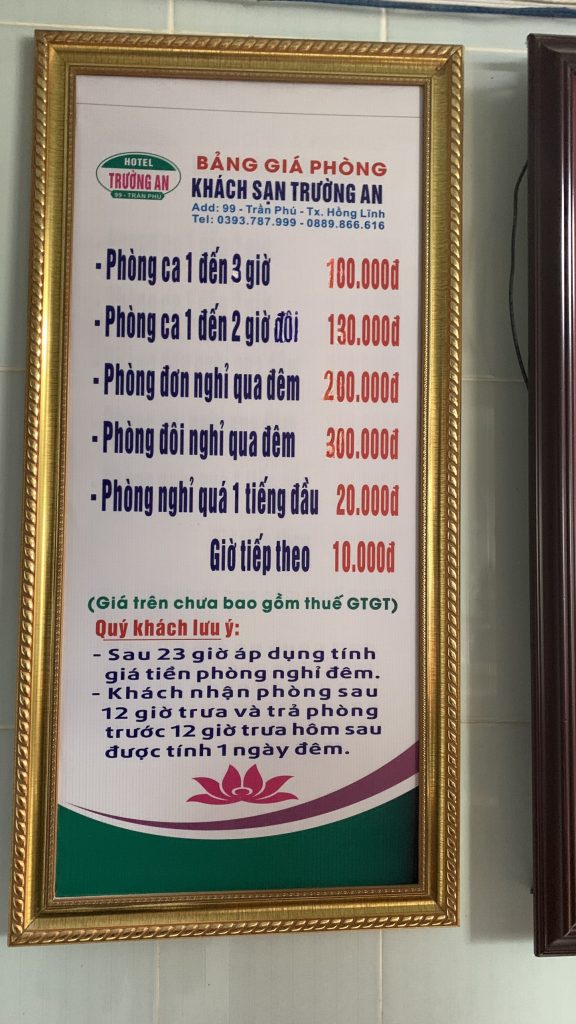 HOTEL
TRƯỜNG AN
99 - TRẦN PHÚ
BẢNG GIÁ PHÒNG
KHÁCH SẠN TRƯỜNG AN
Add: 99 - Trần Phú - Tx. Hồng Lĩnh
Tel: 0393.787.999 - 0889.866.616
- Phòng ca 1 đến 3 giờ 100.000đ
- Phòng ca 1 đến 2 giờ đôi 130.000đ
- Phòng đơn nghỉ qua đêm 200.000đ
- Phòng đôi nghỉ qua đêm 300.000đ
- Phòng nghỉ quá 1 tiếng đầu 20.000đ
Giờ tiếp theo 10.000đ
(Giá trên chưa bao gồm thuế GTGT)
Quý khách lưu ý:
- Sau 23 giờ áp dụng tính
giá tiền phòng nghỉ đêm.
- Khách nhận phòng sau
12 giờ trưa và trả phòng
trước 12 giờ trưa hôm sau
được tính 1 ngày đêm.